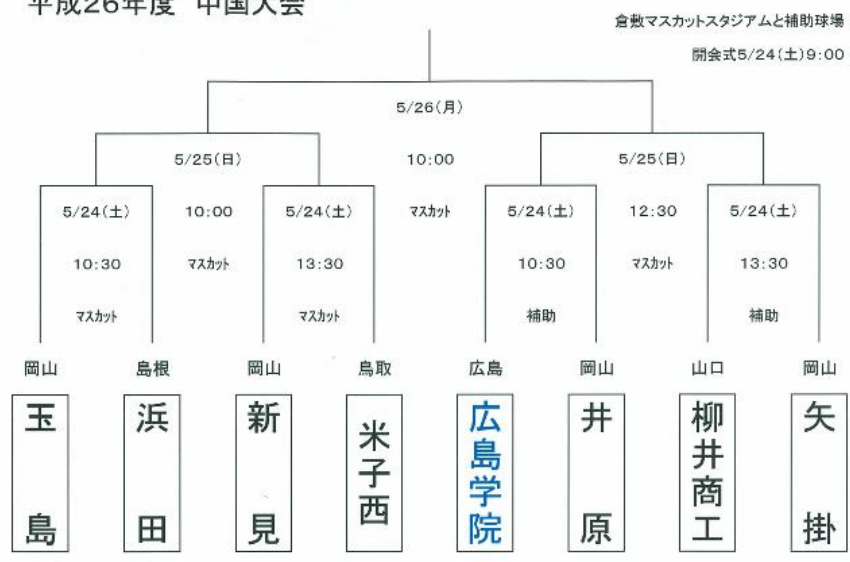 平成26年度 中国大会
倉敷マスカットスタジアムと補助球場
開会式5/24(土)9:00
5/26(月)
5/25(日) 10:00 5/25(日)
5/24(土) 10:00 5/24(土) マスカット 5/24(土) 12:30 5/24(土)
10:30 マスカット 13:30 10:30 マスカット 13:30
マスカット マスカット 補助 補助
岡山 島根 岡山 鳥取 広島 岡山 山口 岡山
玉島 浜田 新見 米子西 広島学院 井原 柳井商工 矢掛